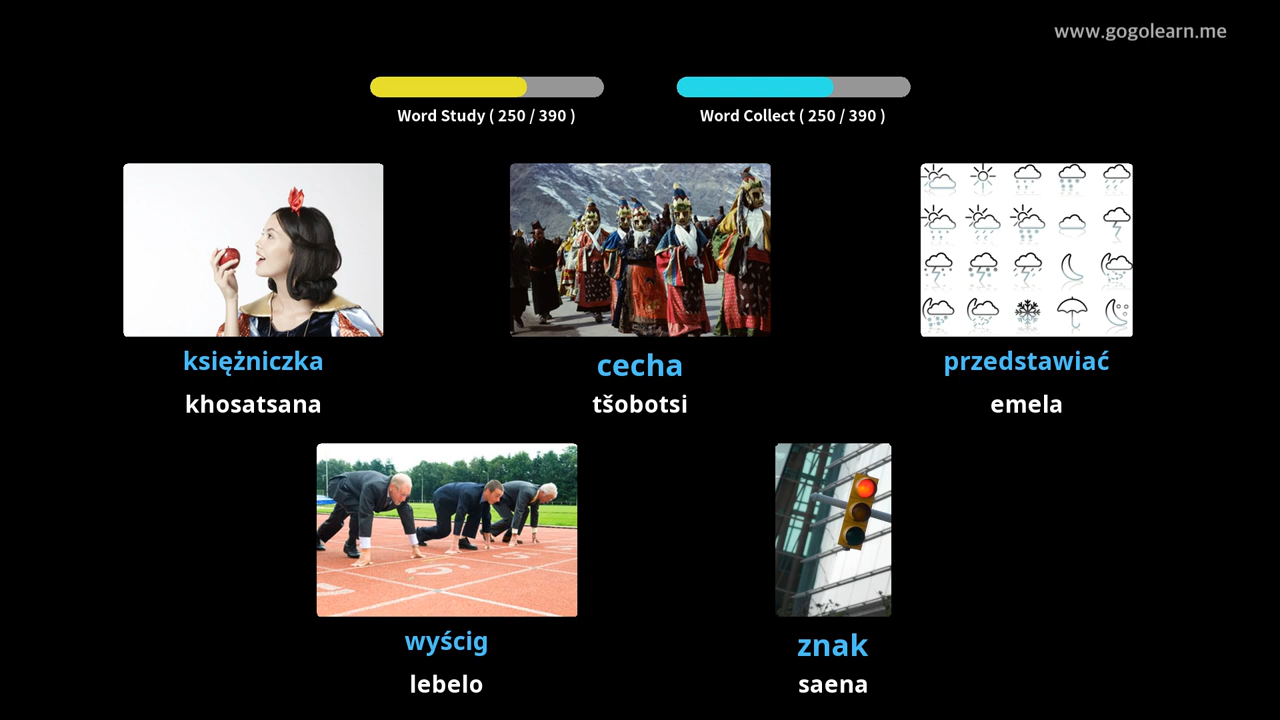 www.gogolearn.me
Word Study ( 250 / 390 )
Word Collect ( 250 / 390 )
księżniczka
khosatsana
cecha
tšobotsi
przedstawiać
emela
wyścig
lebelo
znak
saena